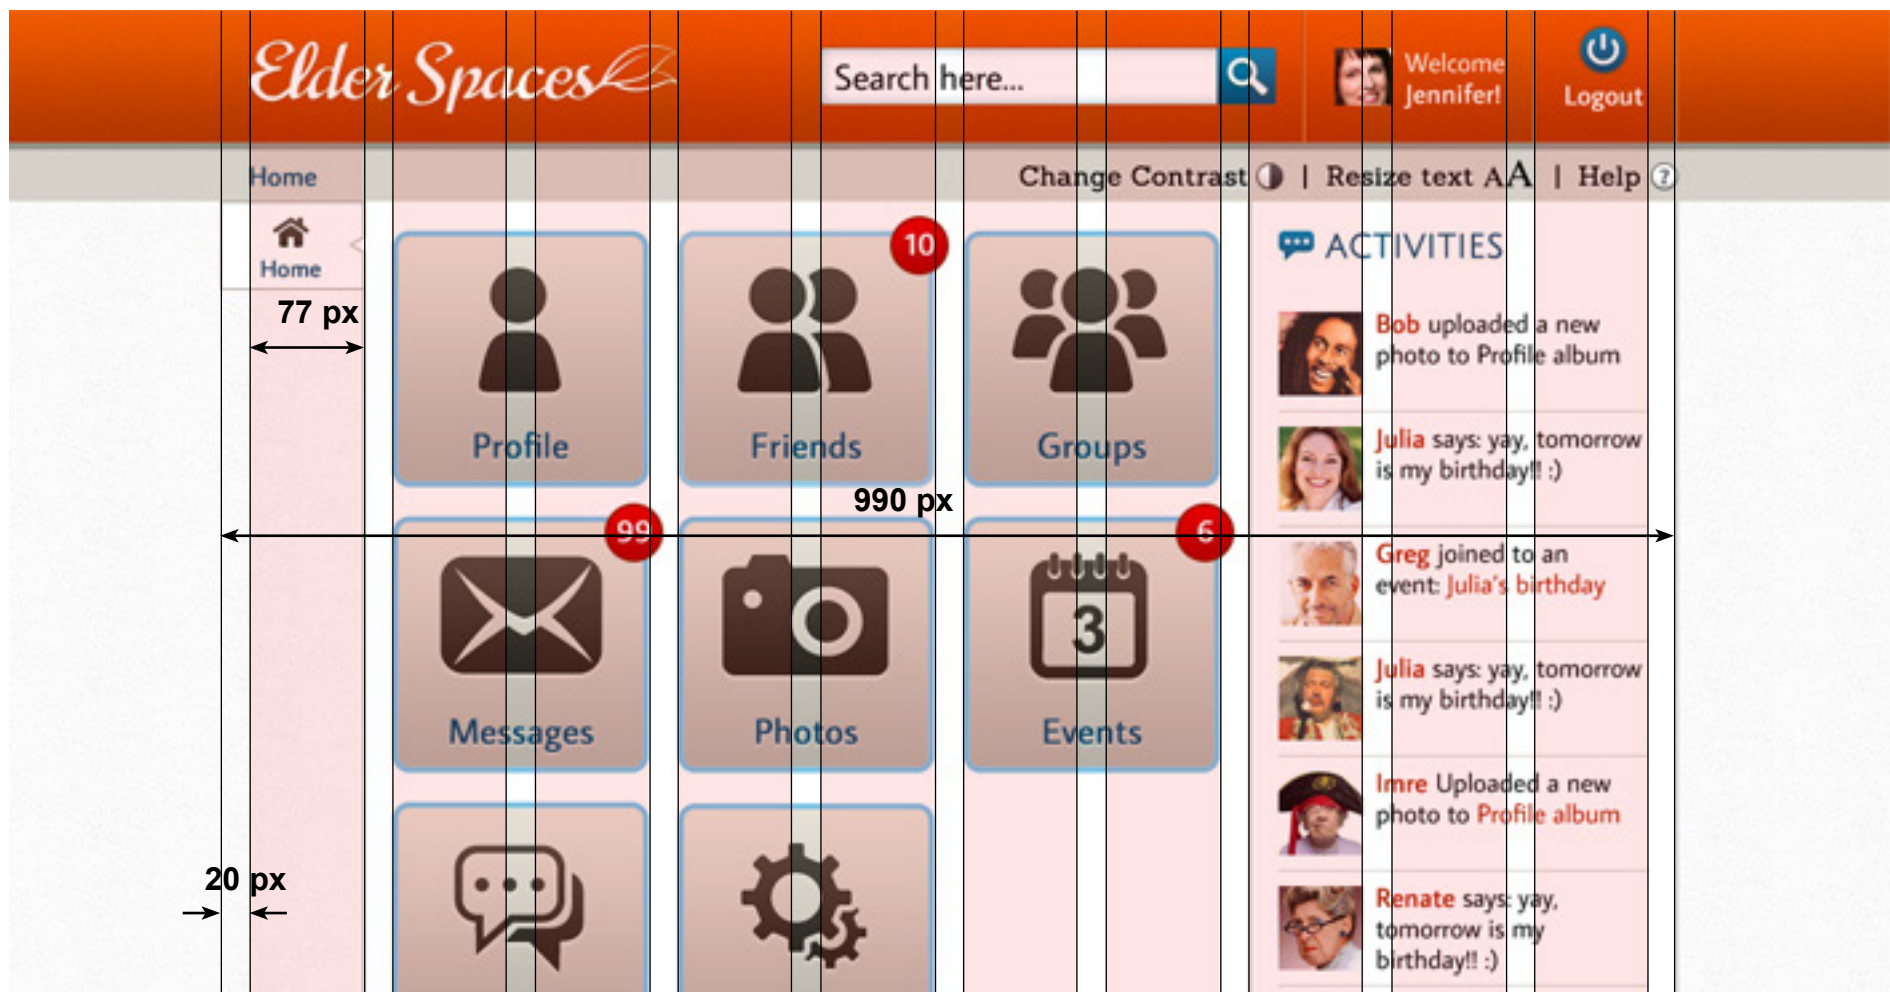 Elder Spaces
Search here...
Welcome
Jennifer!
Logout
Home
Change Contrast | Resize text AA | Help ?
Home
77 px
Profile
10
Friends
Groups
990 px
99
Messages
Photos
6
3
Events
20 px
ACTIVITIES
Bob uploaded a new
photo to Profile album
Julia says: yay, tomorrow
is my birthday!! :)
Greg joined to an
event: Julia's birthday
Julia says: yay, tomorrow
is my birthday!! :)
Imre Uploaded a new
photo to Profile album
Renate says: yay,
tomorrow is my
birthday!! :)